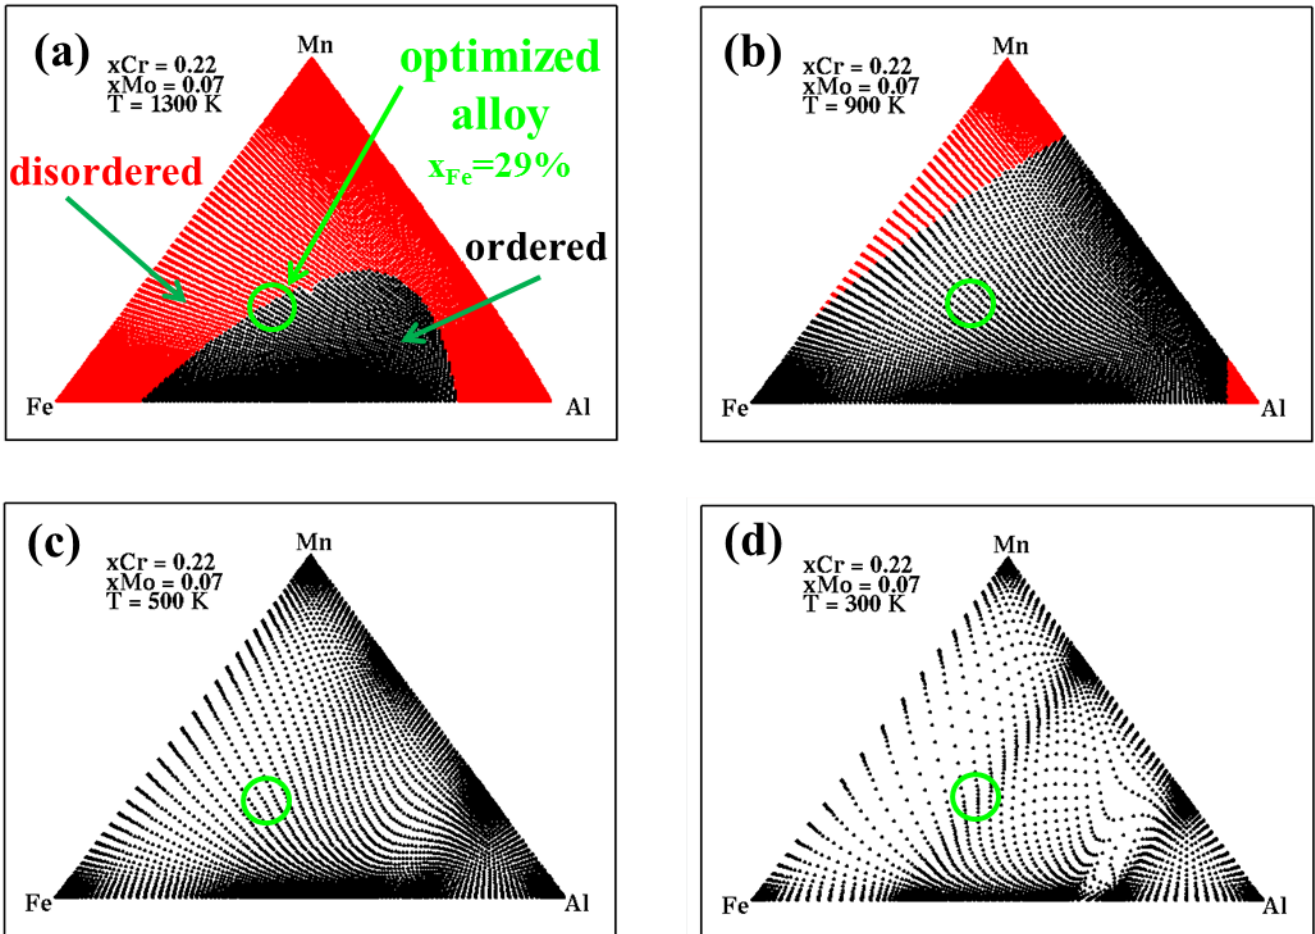 (a)
xCr = 0.22
xMo = 0.07
T = 1300 K
Mn
optimized
alloy
xFe=29%
disordered
ordered
Fe
Al
(b)
xCr = 0.22
xMo = 0.07
T = 900 K
Mn
Fe
Al
(c)
xCr = 0.22
xMo = 0.07
T = 500 K
Mn
Fe
Al
(d)
xCr = 0.22
xMo = 0.07
T = 300 K
Mn
Fe
Al